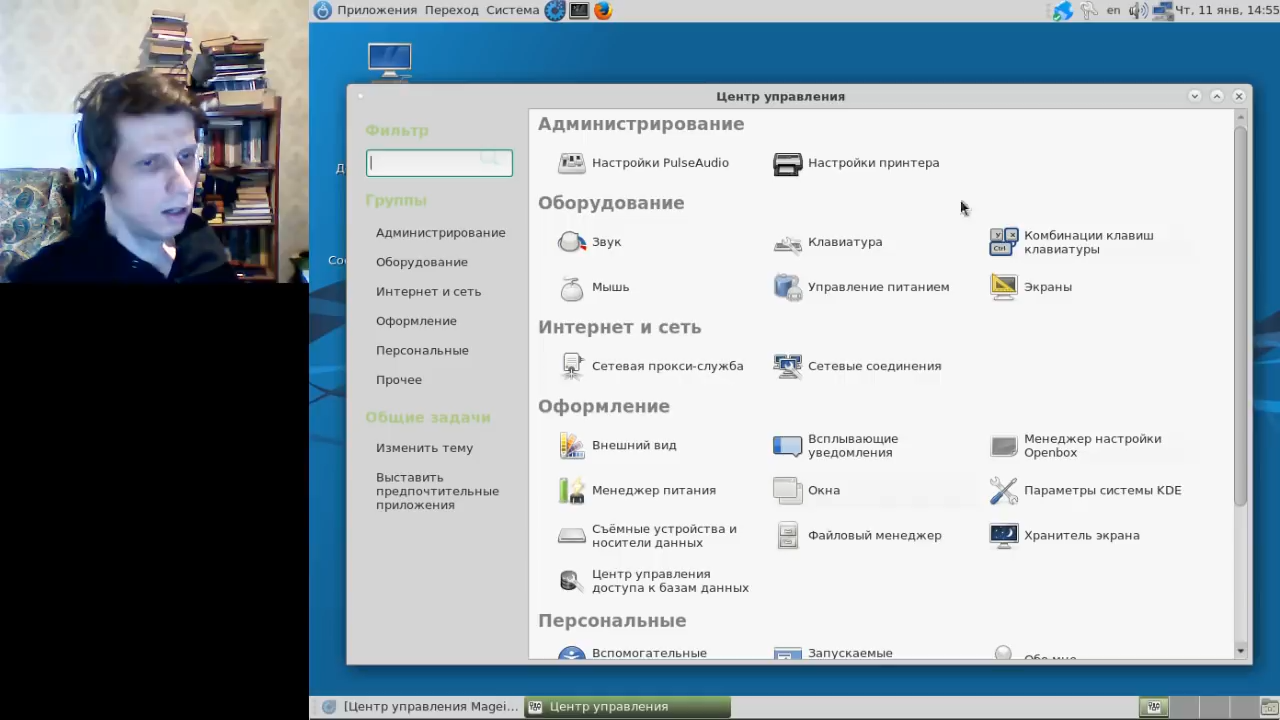 Приложения Переход Система en Чт, 11 янв, 14:55
Центр управления
Фильтр
Группы
Администрирование
Оборудование
Интернет и сеть
Оформление
Персональные
Прочее
Общие задачи
Изменить тему
Выставить
предпочтительные
приложения
Администрирование
Настройки PulseAudio
Настройки принтера
Оборудование
Звук
Клавиатура
Комбинации клавиш
клавиатуры
Мышь
Управление питанием
Экраны
Интернет и сеть
Сетевая прокси-служба
Сетевые соединения
Оформление
Внешний вид
Всплывающие
уведомления
Менеджер настройки
Openbox
Менеджер питания
Окна
Параметры системы KDE
Съёмные устройства и
носители данных
Файловый менеджер
Хранитель экрана
Центр управления
доступа к базам данных
Персональные
Вспомогательные
Запускаемые
Обо мне
[Центр управления Magei...
Центр управления